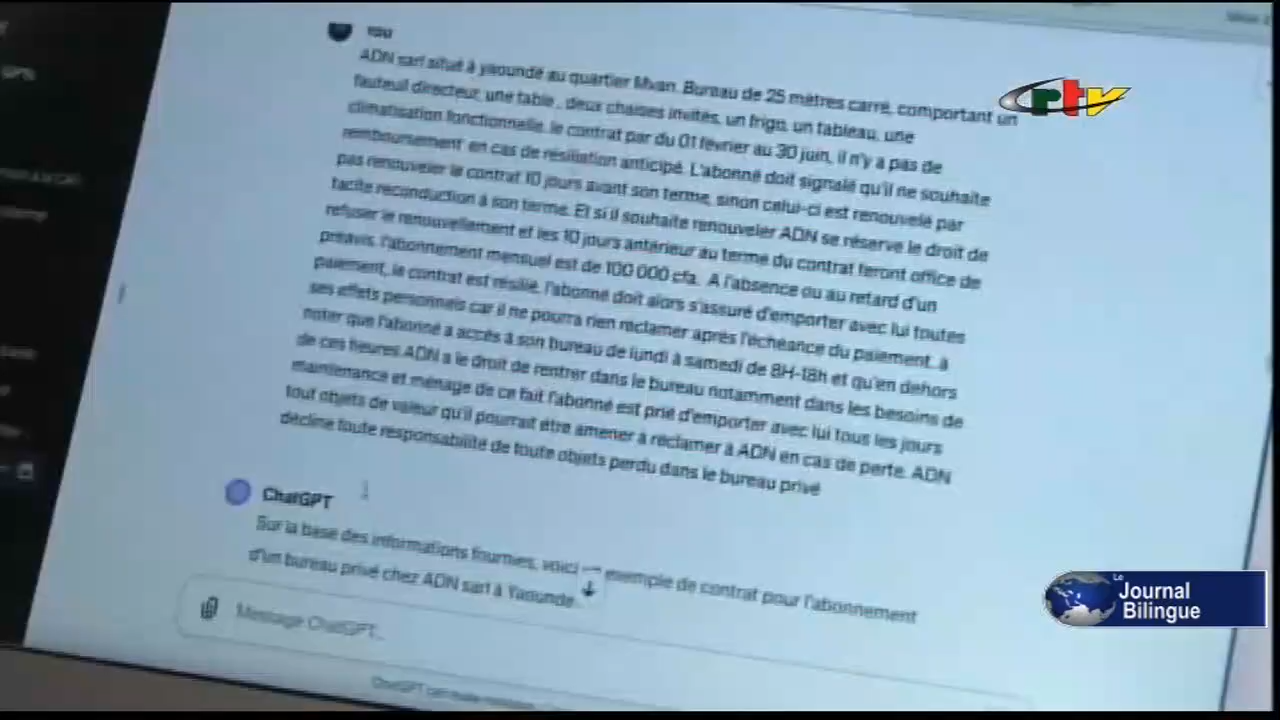 You
ADN sarl situé à yaoundé au quartier Mvan. Bureau de 25 mètres carré, comportant un
fauteuil directeur, une table , deux chaises invités, un frigo, un tableau, une
climatisation fonctionnelle. le contrat par du 01 février au 30 juin, il n'y a pas de
remboursement en cas de résiliation anticipé. L'abonné doit signalé qu'il ne souhaite
pas renouveler le contrat 10 jours avant son terme, sinon celui-ci est renouvelé par
tacite reconduction à son terme. Et si il souhaite renouveler ADN se réserve le droit de
refuser le renouvellement et les 10 jours antérieur au terme du contrat feront office de
préavis. l'abonnement mensuel est de 100 000 cfa. A l'absence ou au retard d'un
paiement, le contrat est résilié. l'abonné doit alors s'assuré d'emporter avec lui toutes
ses effets personnels car il ne pourra rien réclamer après l'échéance du paiement. à
noter que l'abonné a accès à son bureau de lundi à samedi de 8H-18h et qu'en dehors
de ces heures ADN a le droit de rentrer dans le bureau notamment dans les besoins de
maintenance et ménage de ce fait l'abonné est prié d'emporter avec lui tous les jours
tout objets de valeur qu'il pourrait être amener à réclamer à ADN en cas de perte. ADN
décline toute responsabilité de toute objets perdu dans le bureau privé
ChatGPT
Sur la base des informations fournies, voici exemple de contrat pour l'abonnement
d'un bureau privé chez ADN sarl à Yaoundé.
Message ChatGPT...
ChatGPT can make
crtv
Le Journal
Bilingue